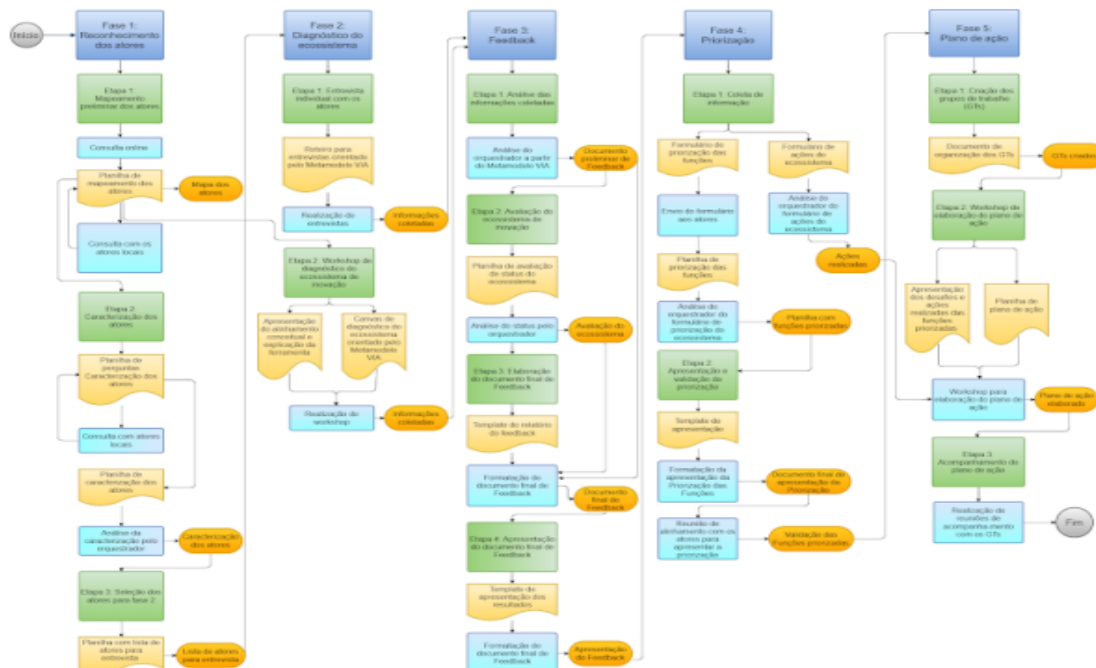 Início
Fase 1:
Reconhecimento
dos atores
Etapa 1:
Mapeamento
preliminar dos atores
Consulta online
Planilha de
mapeamento dos
atores
Mapa dos
atores
Consulta com os
atores locais
Etapa 2
Caracterização dos
atores
Planilha de
perguntas:
Caracterização dos
atores
Consulta com atores
locais
Planilha de
caracterização dos
atores
Análise da
caracterização pelo
orquestrador
Caracterização
dos atores
Etapa 3: Seleção dos
atores para fase 2
Planilha com lista de
atores para
entrevista
Lista de atores
para entrevista
Fase 2:
Diagnóstico do
ecossistema
Etapa 1: Entrevista
individual com os
atores
Roteiro para
entrevistas orientado
pelo Metamodelo VIA
Realização de
entrevistas
Informações
coletadas
Etapa 2: Workshop de
diagnóstico de
ecossistema de
inovação
Apresentação
do alinhamento
conceitual e
explicação da
ferramenta
Canvas de
diagnóstico do
ecossistema orientado
pelo Metamodelo
VIA
Realização do
workshop
Informações
coletadas
Fase 3:
Feedback
Etapa 1: Análise das
informações coletadas
Análise do
orquestrador a partir
do Metamodelo VIA
Documento
preliminar de
Feedback
Etapa 2: Avaliação do
ecossistema de
inovação
Planilha de avaliação
de status do
ecossistema
Análise do status pelo
orquestrador
Avaliação do
ecossistema
Etapa 3: Elaboração
do documento final de
Feedback
Template do relatório
do feedback
Formatação do
documento final de
Feedback
Documento
final de
Feedback
Etapa 4: Apresentação
do documento final de
Feedback
Template de
apresentação dos
resultados
Formatação do
documento final de
Feedback
Apresentação
do Feedback
Fase 4:
Priorização
Etapa 1: Coleta de
informação
Formulário de
priorização das
funções
Formulário de
ações do
ecossistema
Envio do formulário
aos atores
Análise do
orquestrador do
formulário de
ações do
ecossistema
Ações
realizadas
Planilha de
priorização das
funções
Análise do
orquestrador do
formulário de
priorização do
ecossistema
Planilha com
funções priorizadas
Etapa 2
Apresentação e
validação da
priorização
Template de
apresentação
Formatação da
apresentação da
Priorização das
Funções
Documento final de
apresentação da
Priorização
Reunião de
alinhamento com os
atores para
apresentar a
priorização
Validação das
Funções priorizadas
Fase 5:
Plano de ação
Etapa 1: Criação dos
grupos de trabalho
(GTs)
Documento de
organização dos GTs
GTs criados
Etapa 2: Workshop de
elaboração do plano de
ação
Apresentação
dos desafios e
ações
realizadas das
funções
priorizadas
Planilha de
plano de ação
Workshop para
elaboração do plano de
ação
Plano de ação
elaborado
Etapa 3
Acompanhamento do
plano de ação
Realização de
reuniões de
acompanha-mento
com os GTs
Fim